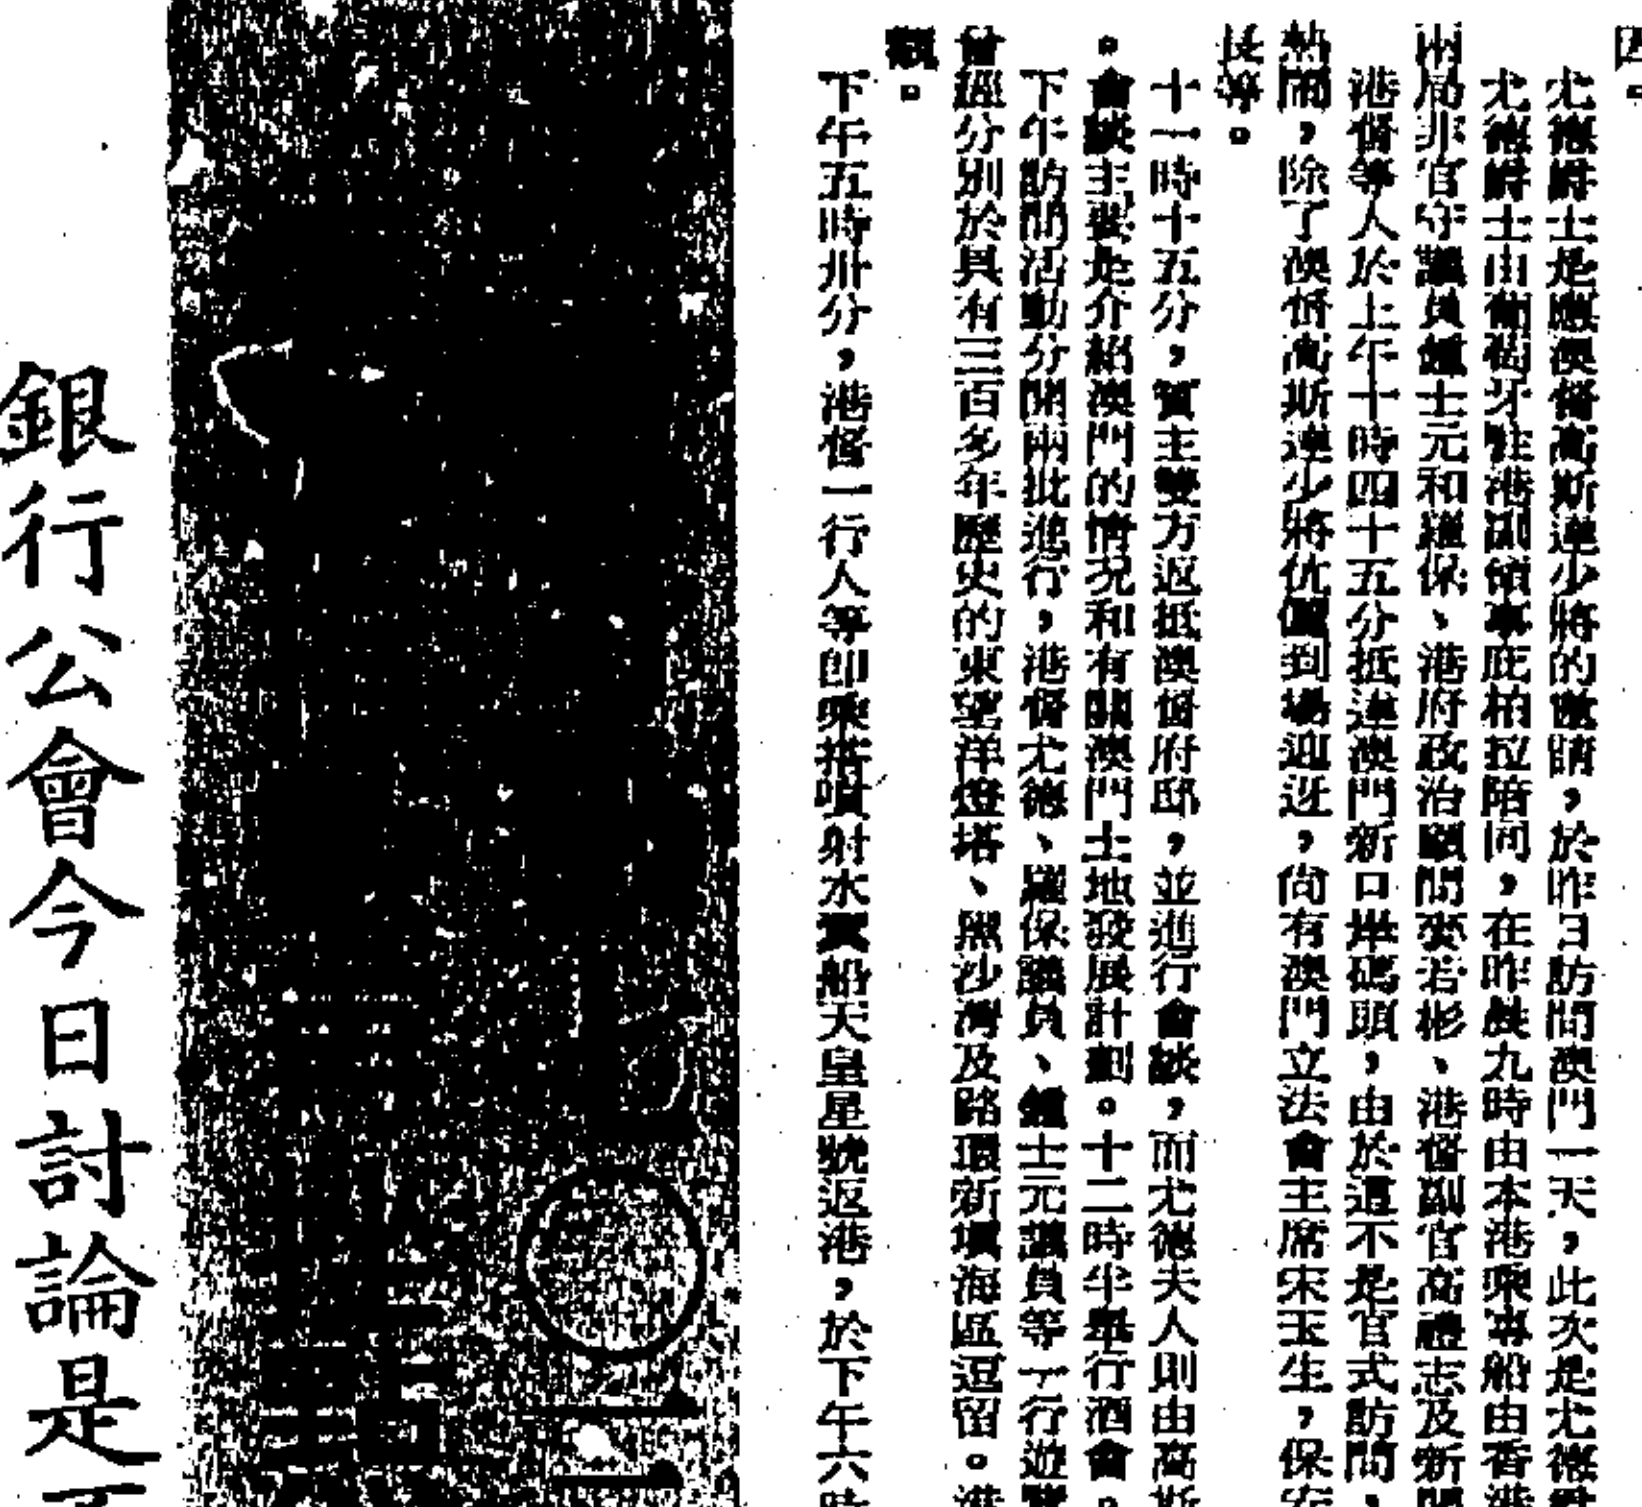 尤德爵士是應澳督高斯達少將的邀請，於昨日訪問澳門一天，此次是尤德
尤德爵士由葡萄牙駐港副領事庇柏拉陪同，在昨晨九時由本港乘專船由香港
兩局非官守議員鍾士元和羅保、港府政治顧問麥若彬、港督副官高禮志及新聞
港督等人於上午十時四十五分抵達澳門新口岸碼頭，由於這不是官式訪問，
熱鬧，除了澳督高斯達少將伉儷到場迎迓，尚有澳門立法會主席宋玉生，保安
長等。
十一時十五分，賓主雙方返抵澳督府邸，並進行會談，而尤德夫人則由高斯
。會談主要是介紹澳門的情況和有關澳門土地發展計劃。十二時半舉行酒會。
下午訪問活動分開兩批進行，港督尤德、羅保議員、鍾士元議員等一行遊覽
曾經分別於具有三百多年歷史的東望洋燈塔、黑沙灣及路環新填海區逗留。港
觀。
下午五時卅分，港督一行人等即乘搭噴射水翼船天皇星號返港，於下午六時
銀行公會今日討論是否